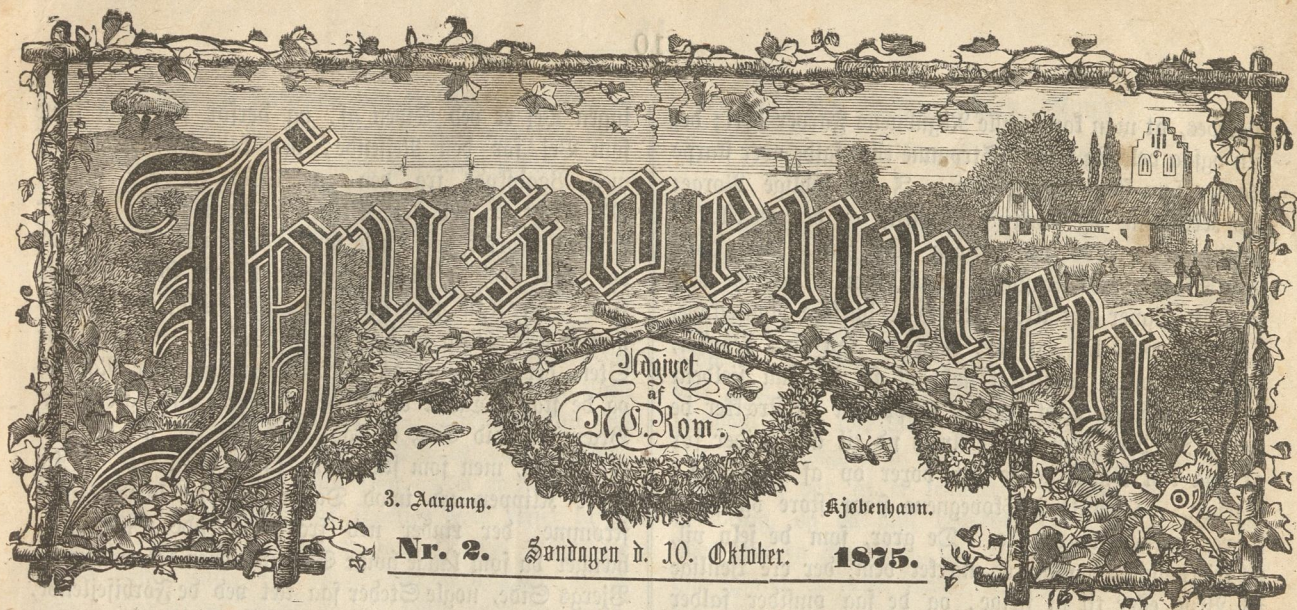 Husvennen
Udgivet
af
N. C. Rom
3. Aargang.
Kjøbenhavn.
Nr. 2. Søndagen d. 10. Oktober. 1875.